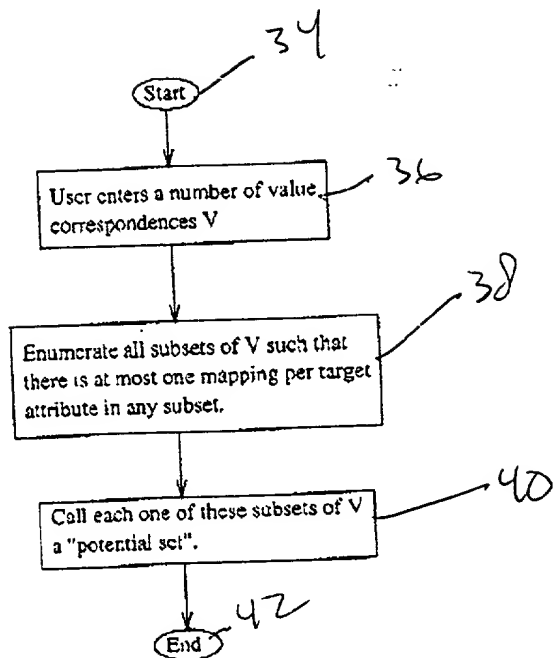 34
Start
User enters a number of value
correspondences V
36
38
Enumerate all subsets of V such that
there is at most one mapping per target
attribute in any subset.
40
Call each one of these subsets of V
a "potential set".
42
End